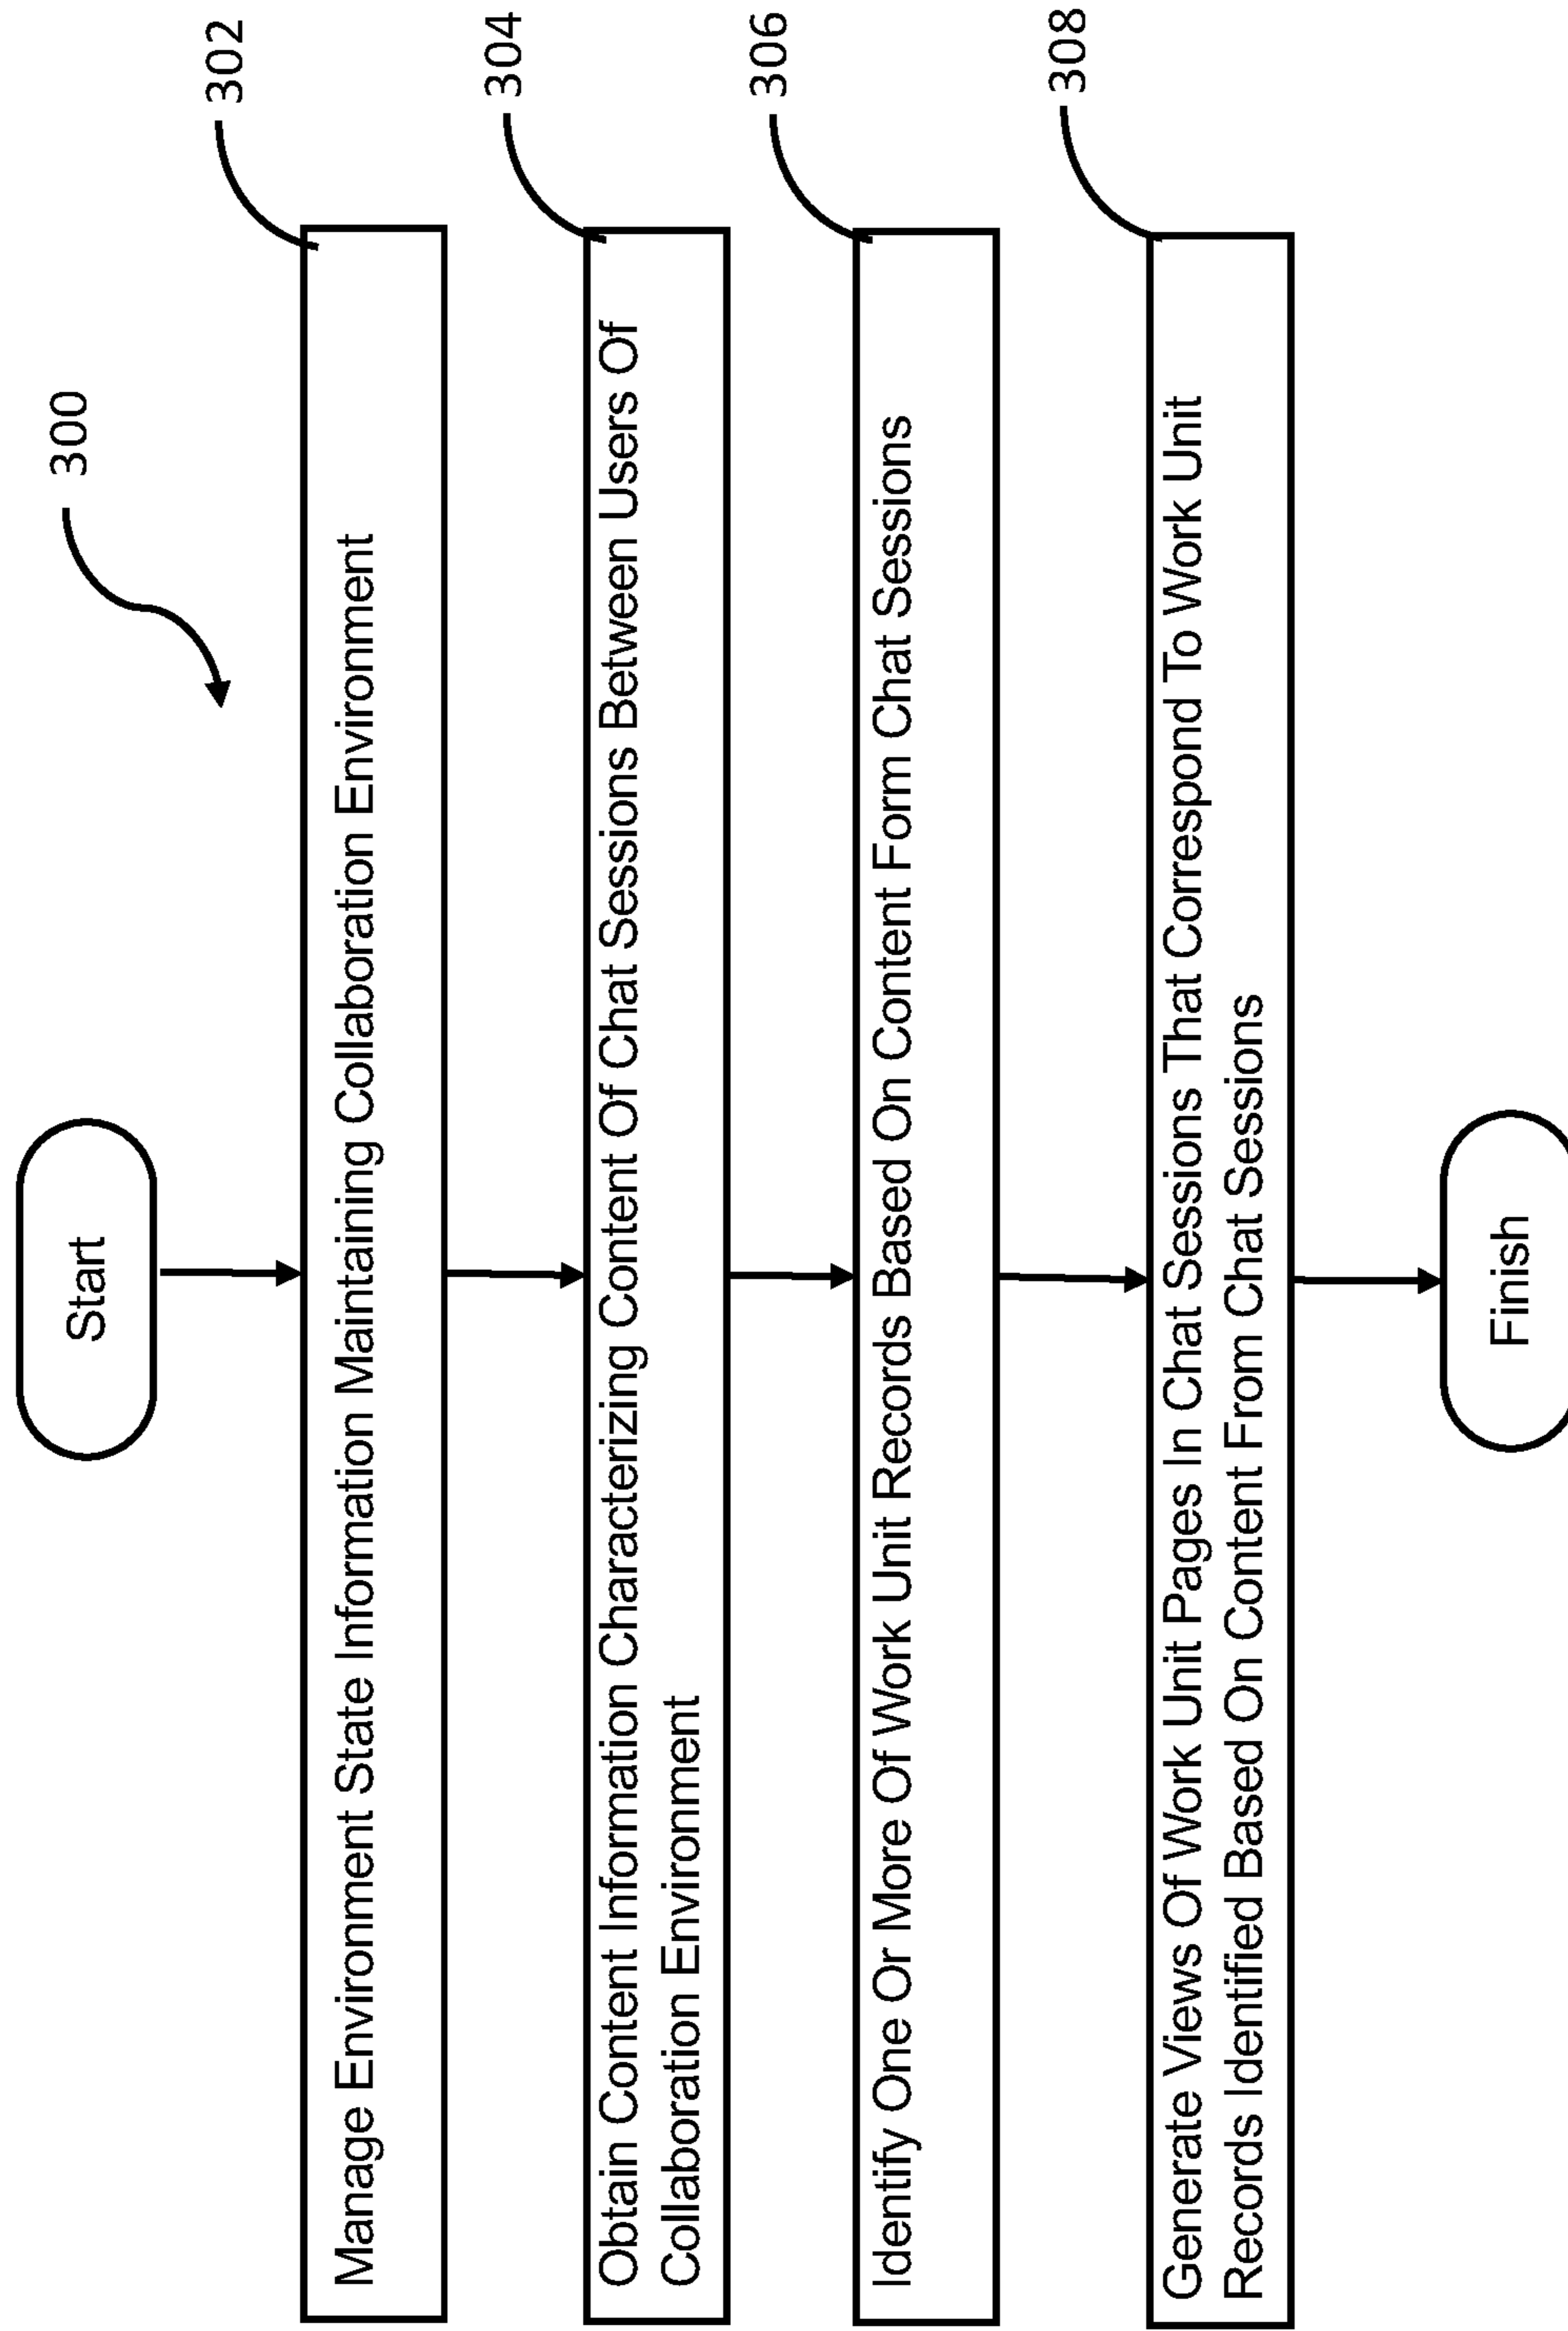 300
Start
302
Manage Environment State Information Maintaining Collaboration Environment
304
Obtain Content Information Characterizing Content Of Chat Sessions Between Users Of
Collaboration Environment
306
Identify One Or More Of Work Unit Records Based On Content Form Chat Sessions
308
Generate Views Of Work Unit Pages In Chat Sessions That Correspond To Work Unit
Records Identified Based On Content From Chat Sessions
Finish